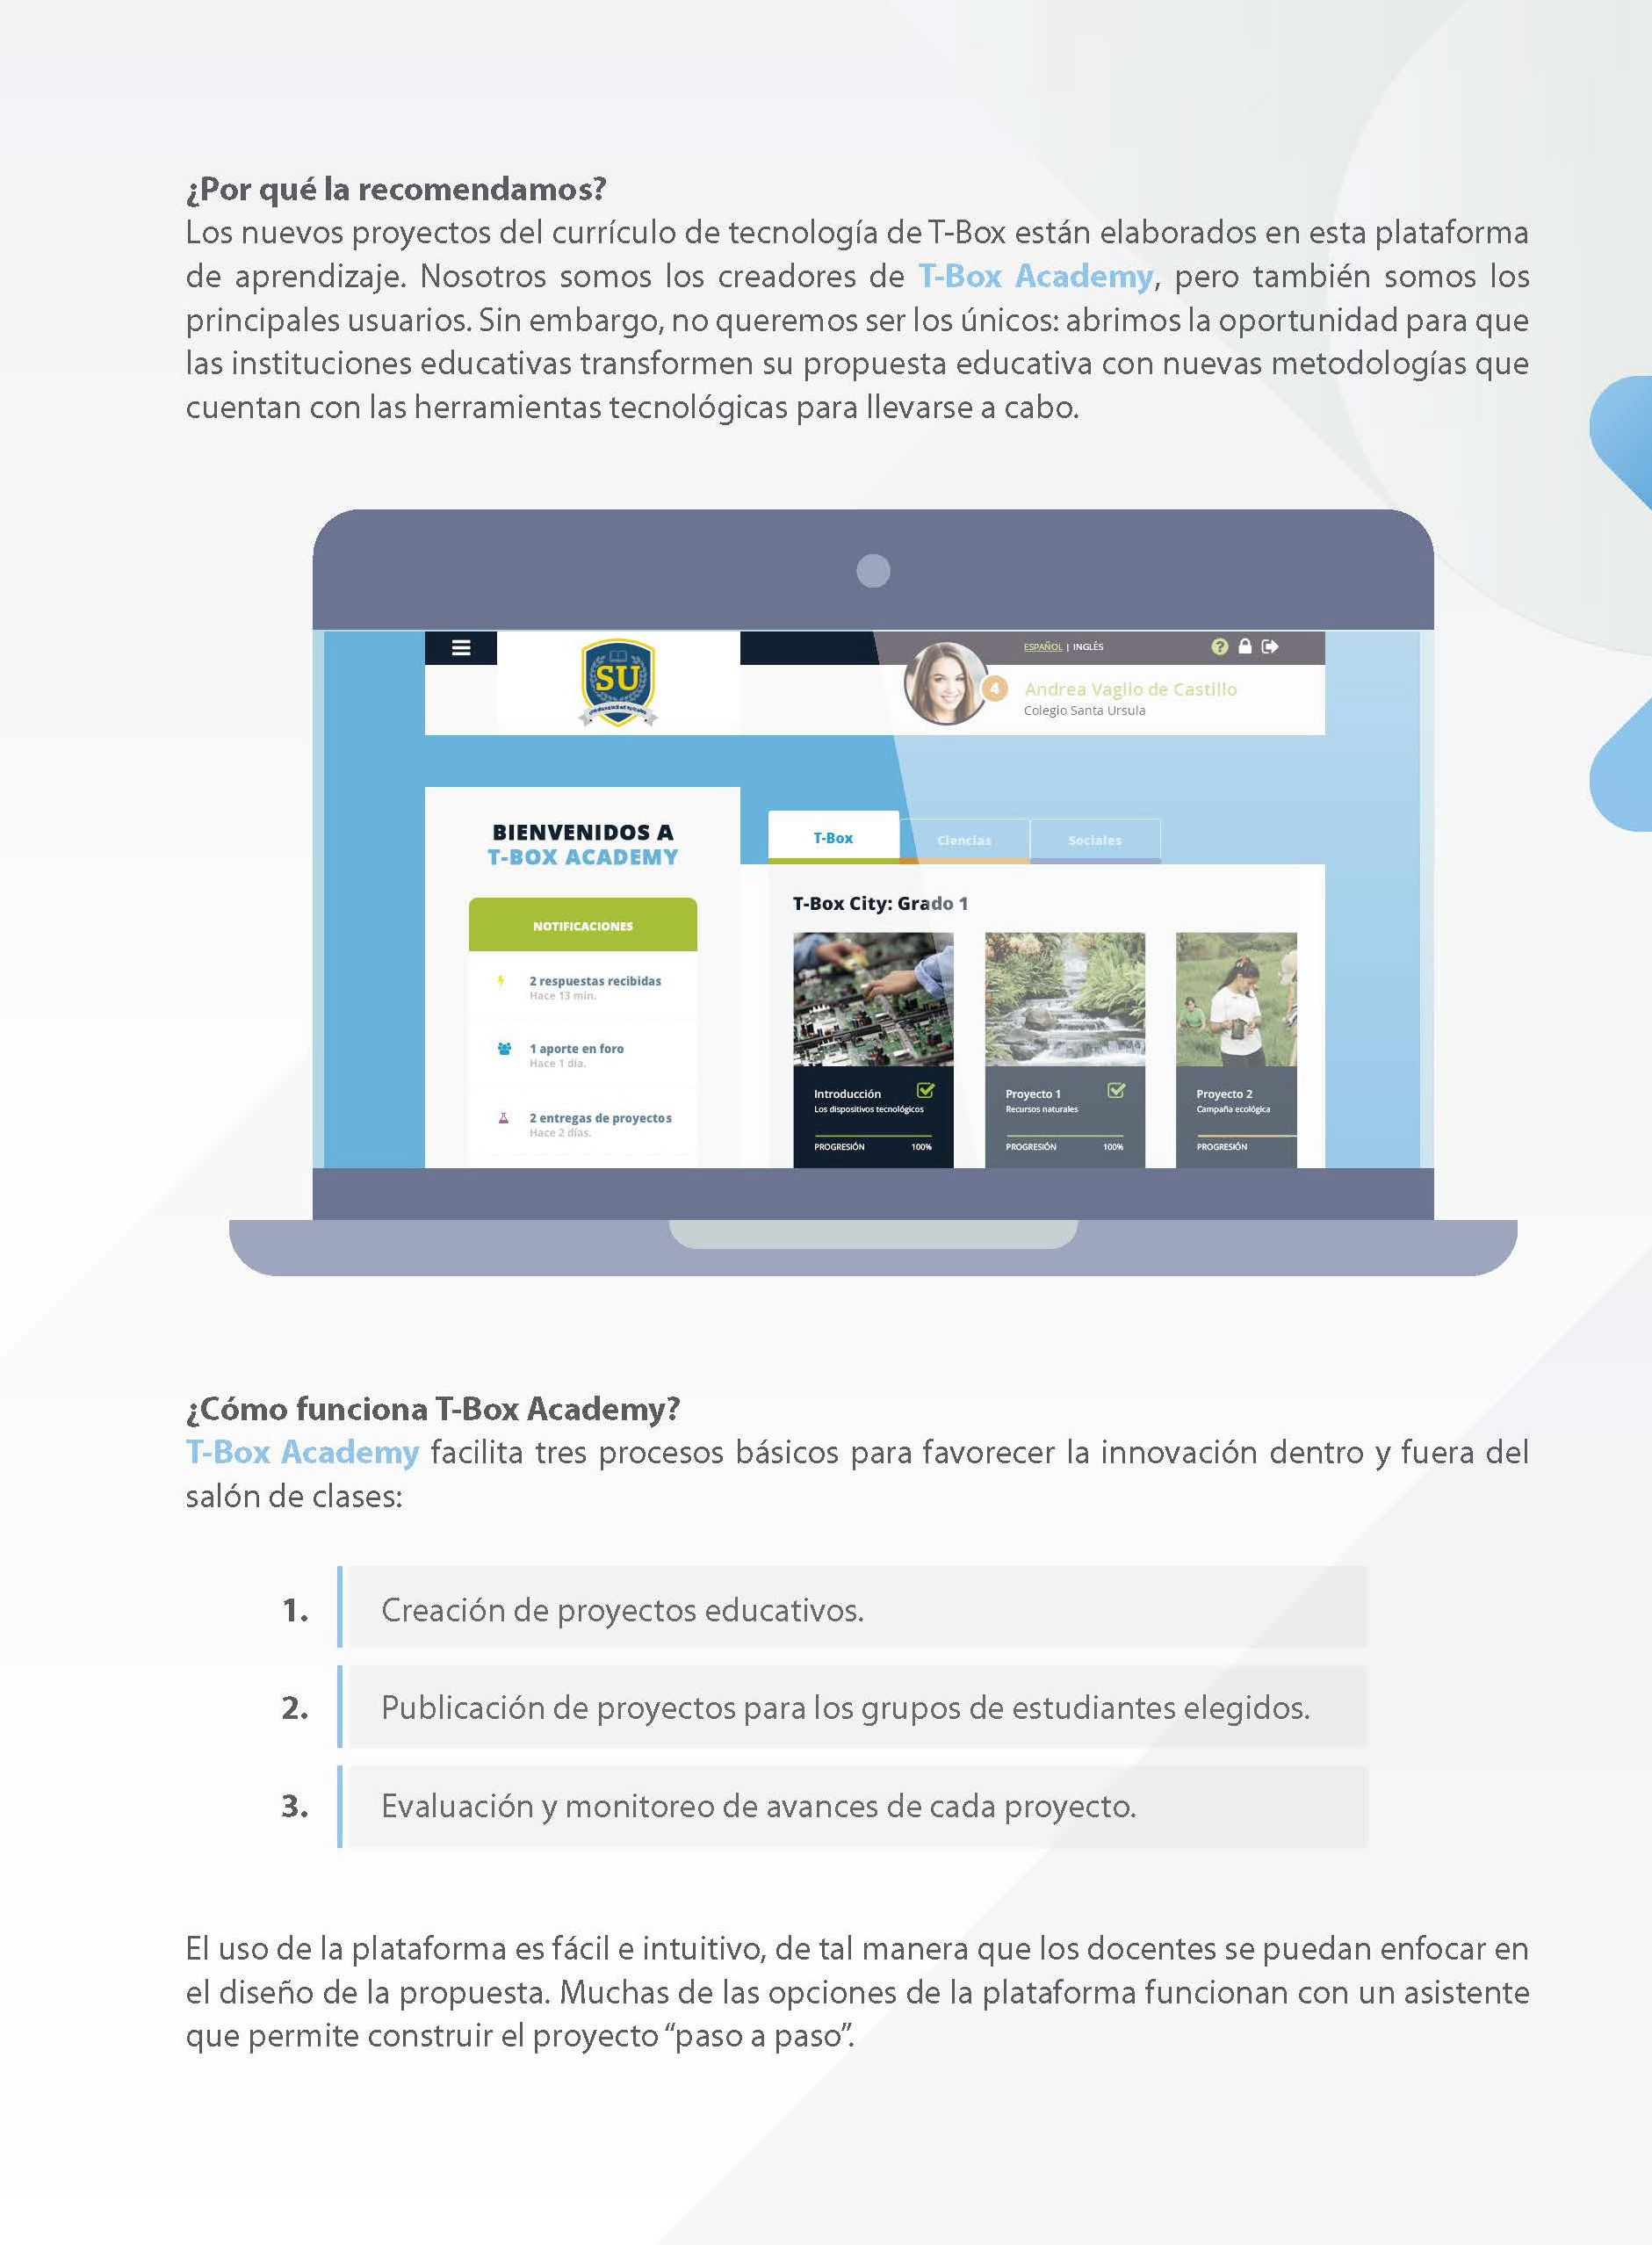 ¿Por qué la recomendamos?
Los nuevos proyectos del currículo de tecnología de T-Box están elaborados en esta plataforma
de aprendizaje. Nosotros somos los creadores de T-Box Academy, pero también somos los
principales usuarios. Sin embargo, no queremos ser los únicos: abrimos la oportunidad para que
las instituciones educativas transformen su propuesta educativa con nuevas metodologías que
cuentan con las herramientas tecnológicas para llevarse a cabo.
SU
ESPAÑOL | INGLÉS
4
Andrea Vaglio de Castillo
Colegio Santa Ursula
BIENVENIDOS A
T-BOX ACADEMY
NOTIFICACIONES
2 respuestas recibidas
Hace 13 min.
1 aporte en foro
Hace 1 día.
2 entregas de proyectos
Hace 2 días.
T-Box
Ciencias
Sociales
T-Box City: Grado 1
Introducción
Los dispositivos tecnológicos
PROGRESIÓN 100%
Proyecto 1
Recursos naturales
PROGRESIÓN 100%
Proyecto 2
Campaña ecológica
PROGRESIÓN
¿Cómo funciona T-Box Academy?
T-Box Academy facilita tres procesos básicos para favorecer la innovación dentro y fuera del
salón de clases:
1. Creación de proyectos educativos.
2. Publicación de proyectos para los grupos de estudiantes elegidos.
3. Evaluación y monitoreo de avances de cada proyecto.
El uso de la plataforma es fácil e intuitivo, de tal manera que los docentes se puedan enfocar en
el diseño de la propuesta. Muchas de las opciones de la plataforma funcionan con un asistente
que permite construir el proyecto “paso a paso”.